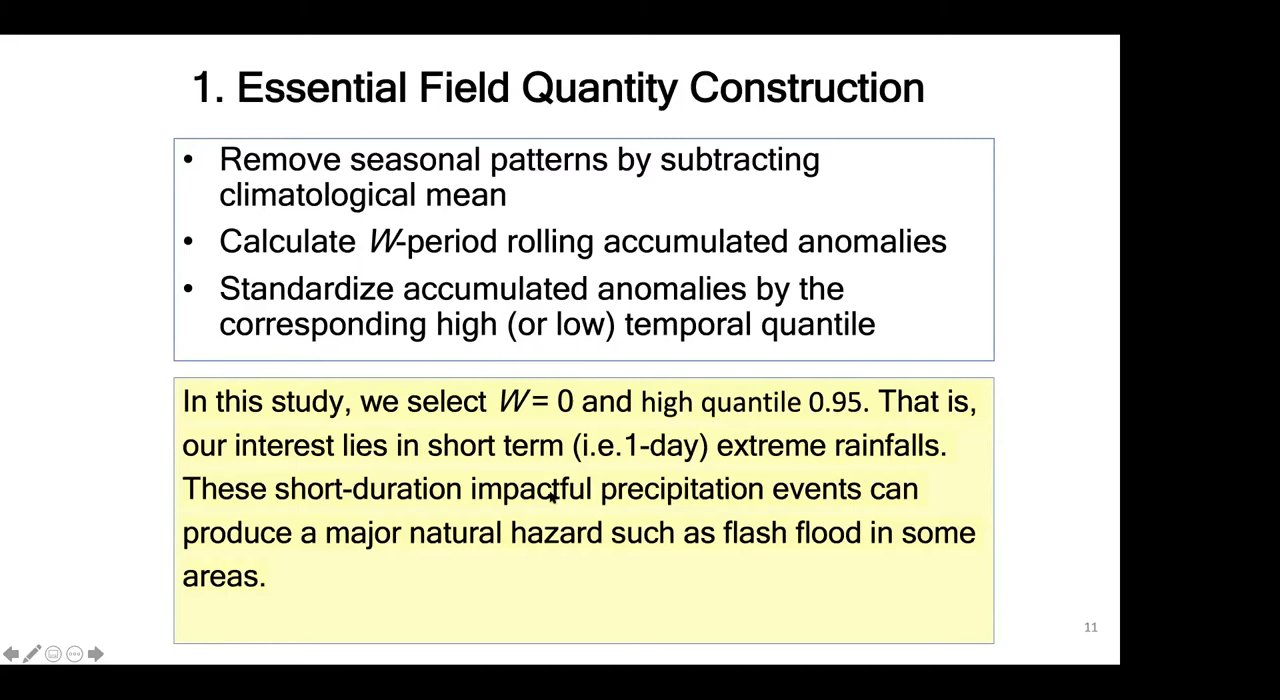 1. Essential Field Quantity Construction
• Remove seasonal patterns by subtracting
climatological mean
• Calculate W-period rolling accumulated anomalies
• Standardize accumulated anomalies by the
corresponding high (or low) temporal quantile
In this study, we select W = 0 and high quantile 0.95. That is,
our interest lies in short term (i.e.1-day) extreme rainfalls.
These short-duration impactful precipitation events can
produce a major natural hazard such as flash flood in some
areas.
11